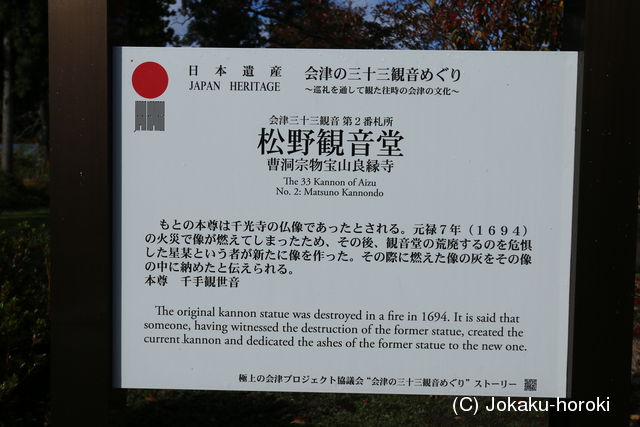 日本遺産
JAPAN HERITAGE
会津の三十三観音めぐり
～巡礼を通して観た往時の会津の文化～
会津三十三観音 第２番札所
松野観音堂
曹洞宗物宝山良縁寺
The 33 Kannon of Aizu
No. 2: Matsuno Kannondo
もとの本尊は千光寺の仏像であったとされる。元禄７年（１６９４）
の火災で像が燃えてしまったため、その後、観音堂の荒廃するのを危惧
した星某という者が新たに像を作った。その際に燃えた像の灰をその像
の中に納めたと伝えられる。
本尊　千手観世音
The original kannon statue was destroyed in a fire in 1694. It is said that
someone, having witnessed the destruction of the former statue, created the
current kannon and dedicated the ashes of the former statue to the new one.
極上の会津プロジェクト協議会“会津の三十三観音めぐり”ストーリー
(C) Jokaku-horoki